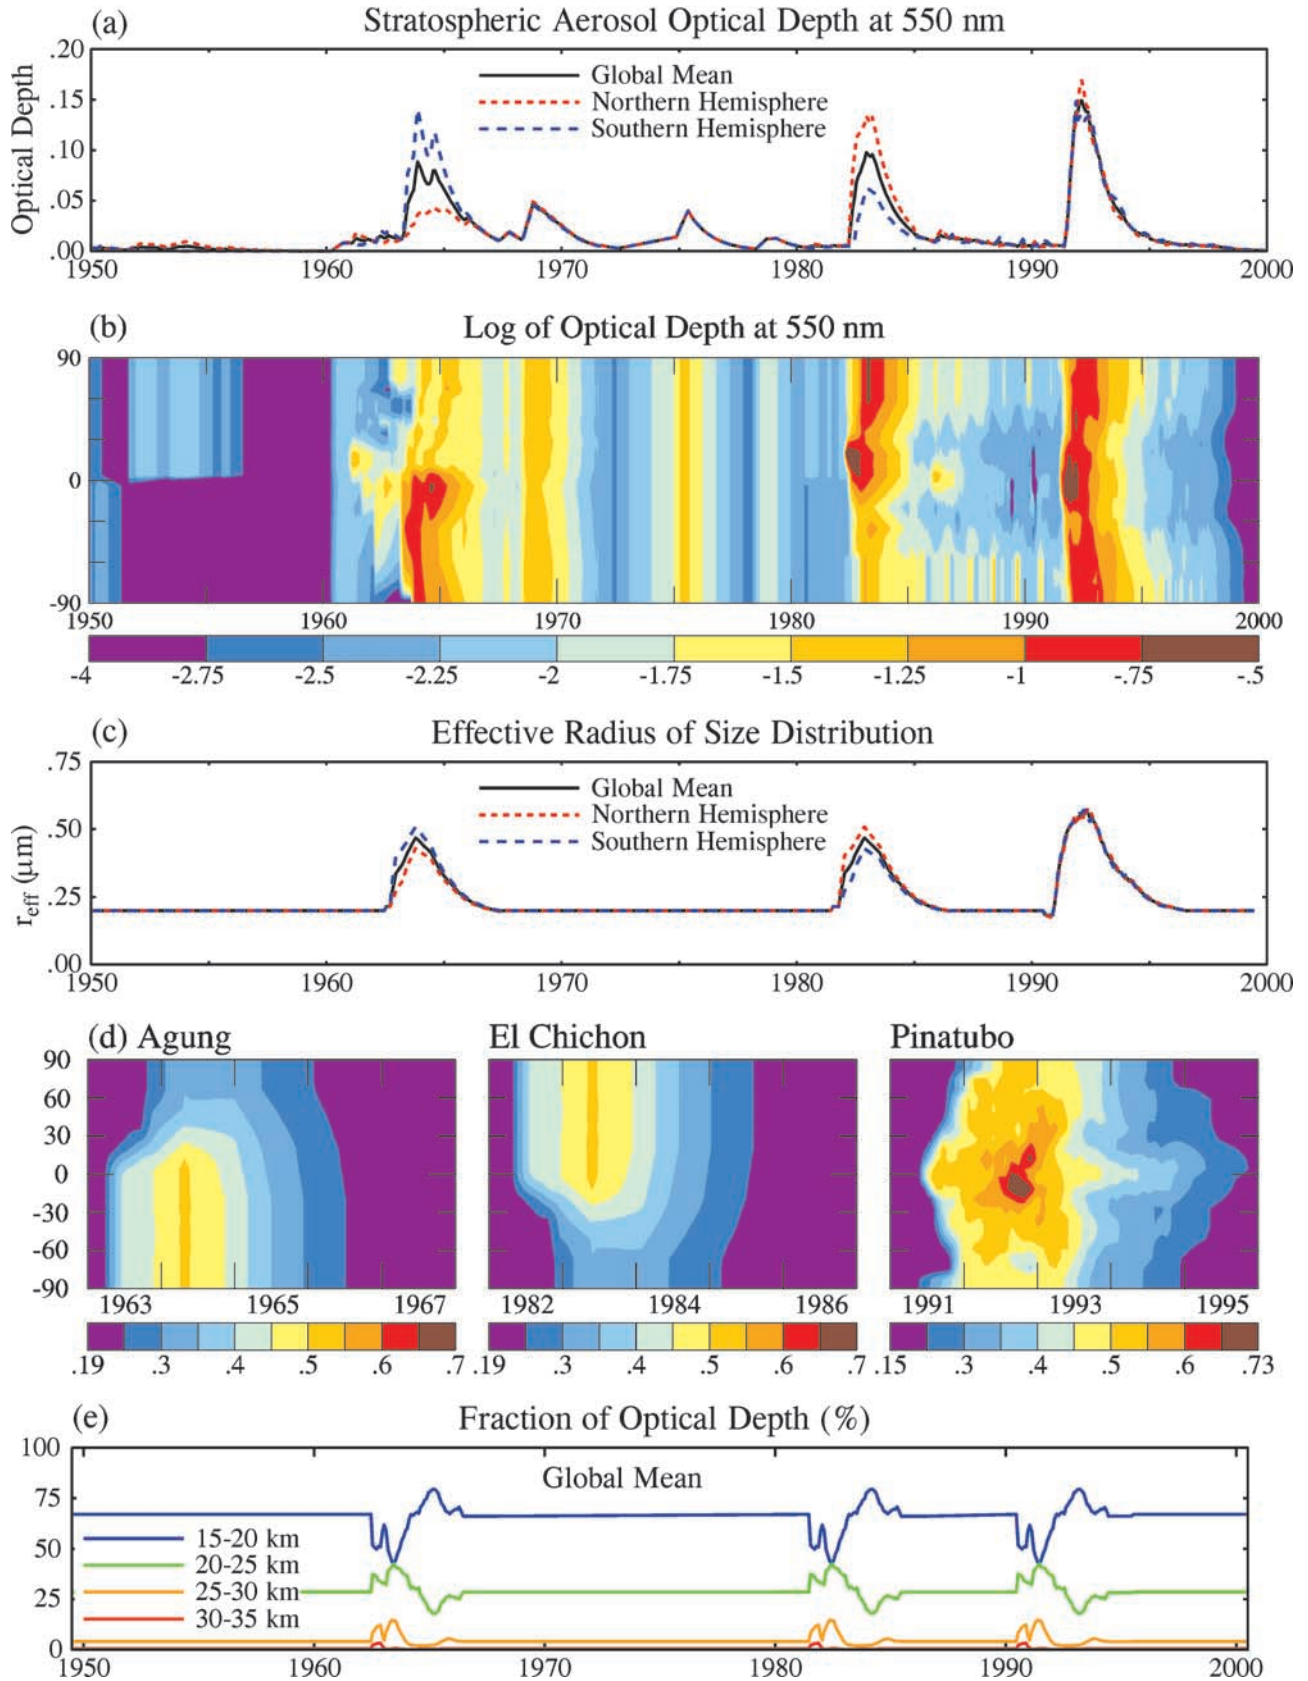 (a) Stratospheric Aerosol Optical Depth at 550 nm
Optical Depth
.20
.15
.10
.05
.00
Global Mean
Northern Hemisphere
Southern Hemisphere
1950 1960 1970 1980 1990 2000
(b) Log of Optical Depth at 550 nm
90
0
-90
1950 1960 1970 1980 1990 2000
-4 -2.75 -2.5 -2.25 -2 -1.75 -1.5 -1.25 -1 -.75 -.5
(c) Effective Radius of Size Distribution
reff (μm)
.75
.50
.25
.00
Global Mean
Northern Hemisphere
Southern Hemisphere
1950 1960 1970 1980 1990 2000
(d) Agung El Chichon Pinatubo
90
60
30
0
-30
-60
-90
1963 1965 1967 1982 1984 1986 1991 1993 1995
.19 .3 .4 .5 .6 .7 .19 .3 .4 .5 .6 .7 .15 .3 .4 .5 .6 .73
(e) Fraction of Optical Depth (%)
100
75
50
25
0
Global Mean
15-20 km
20-25 km
25-30 km
30-35 km
1950 1960 1970 1980 1990 2000